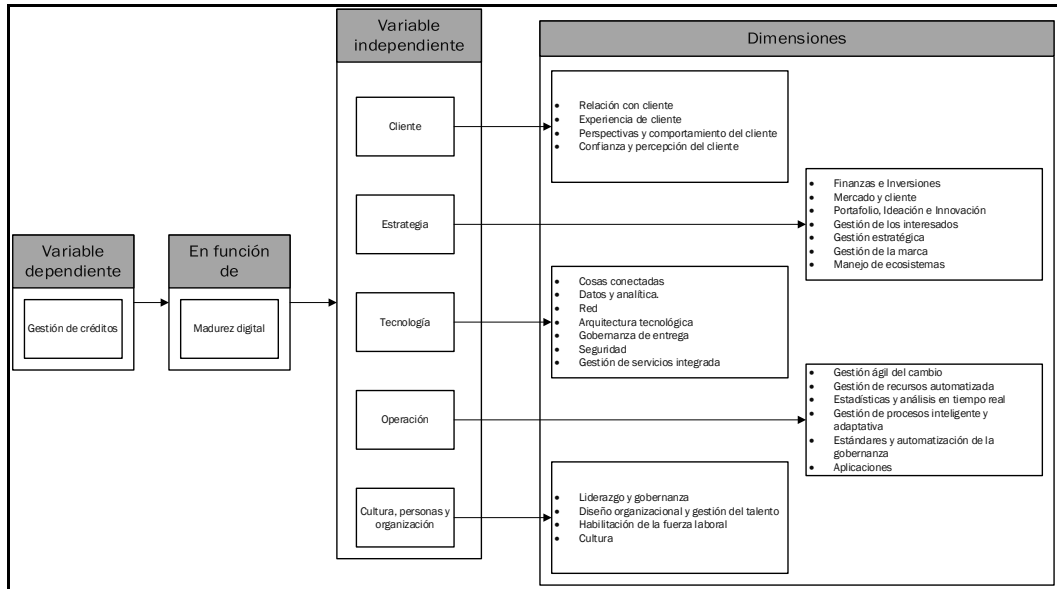 Variable
dependiente
Gestión de créditos
En función
de
Madurez digital
Variable
independiente
Cliente
Estrategia
Tecnología
Operación
Cultura, personas y
organización
Dimensiones
• Relación con cliente
• Experiencia de cliente
• Perspectivas y comportamiento del cliente
• Confianza y percepción del cliente
• Finanzas e Inversiones
• Mercado y cliente
• Portafolio, Ideación e Innovación
• Gestión de los interesados
• Gestión estratégica
• Gestión de la marca
• Manejo de ecosistemas
• Cosas conectadas
• Datos y analítica.
• Red
• Arquitectura tecnológica
• Gobernanza de entrega
• Seguridad
• Gestión de servicios integrada
• Gestión ágil del cambio
• Gestión de recursos automatizada
• Estadísticas y análisis en tiempo real
• Gestión de procesos inteligente y
adaptativa
• Estándares y automatización de la
gobernanza
• Aplicaciones
• Liderazgo y gobernanza
• Diseño organizacional y gestión del talento
• Habilitación de la fuerza laboral
• Cultura